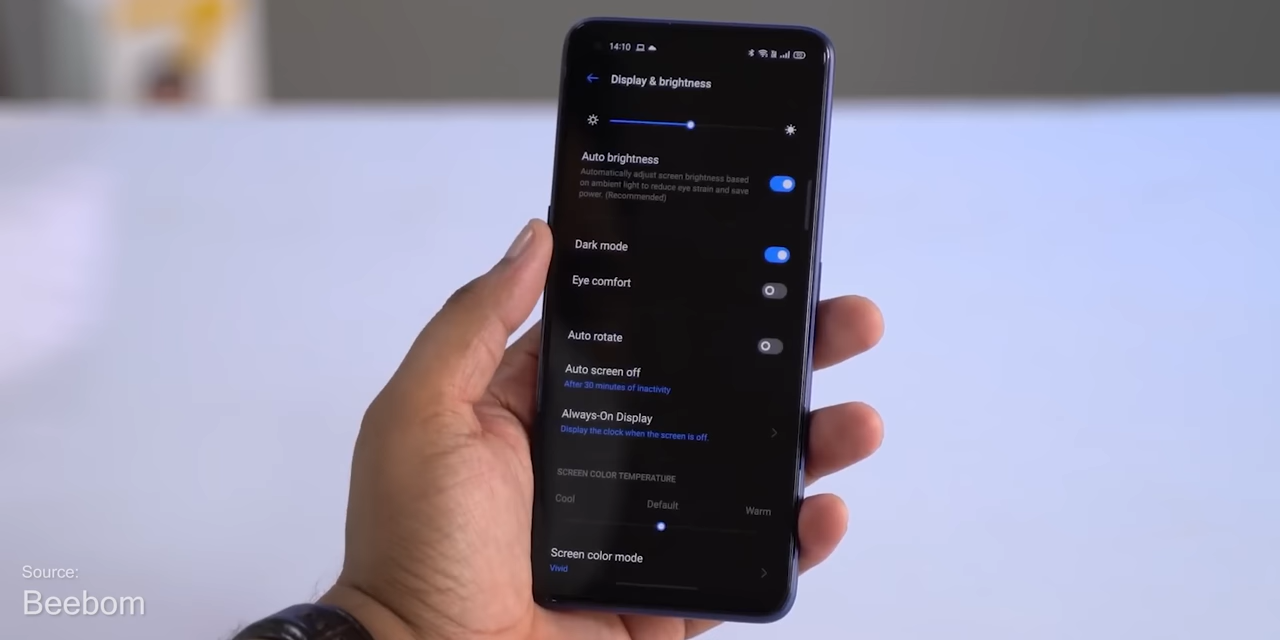 14:10
Display & brightness
Auto brightness
Automatically adjust screen brightness based
on ambient light to reduce eye strain and save
power. (Recommended)
Dark mode
Eye comfort
Auto rotate
Auto screen off
After 30 minutes of inactivity
Always-On Display
Display the clock when the screen is off.
SCREEN COLOR TEMPERATURE
Cool
Default
Warm
Screen color mode
Vivid
Source:
Beebom